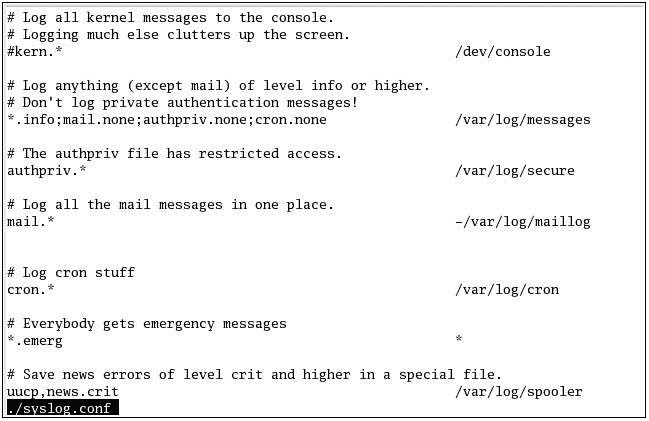 # Log all kernel messages to the console.
# Logging much else clutters up the screen.
#kern.* /dev/console
# Log anything (except mail) of level info or higher.
# Don't log private authentication messages!
*.info;mail.none;authpriv.none;cron.none /var/log/messages
# The authpriv file has restricted access.
authpriv.* /var/log/secure
# Log all the mail messages in one place.
mail.* -/var/log/maillog
# Log cron stuff
cron.* /var/log/cron
# Everybody gets emergency messages
*.emerg *
# Save news errors of level crit and higher in a special file.
uucp,news.crit /var/log/spooler
./syslog.conf